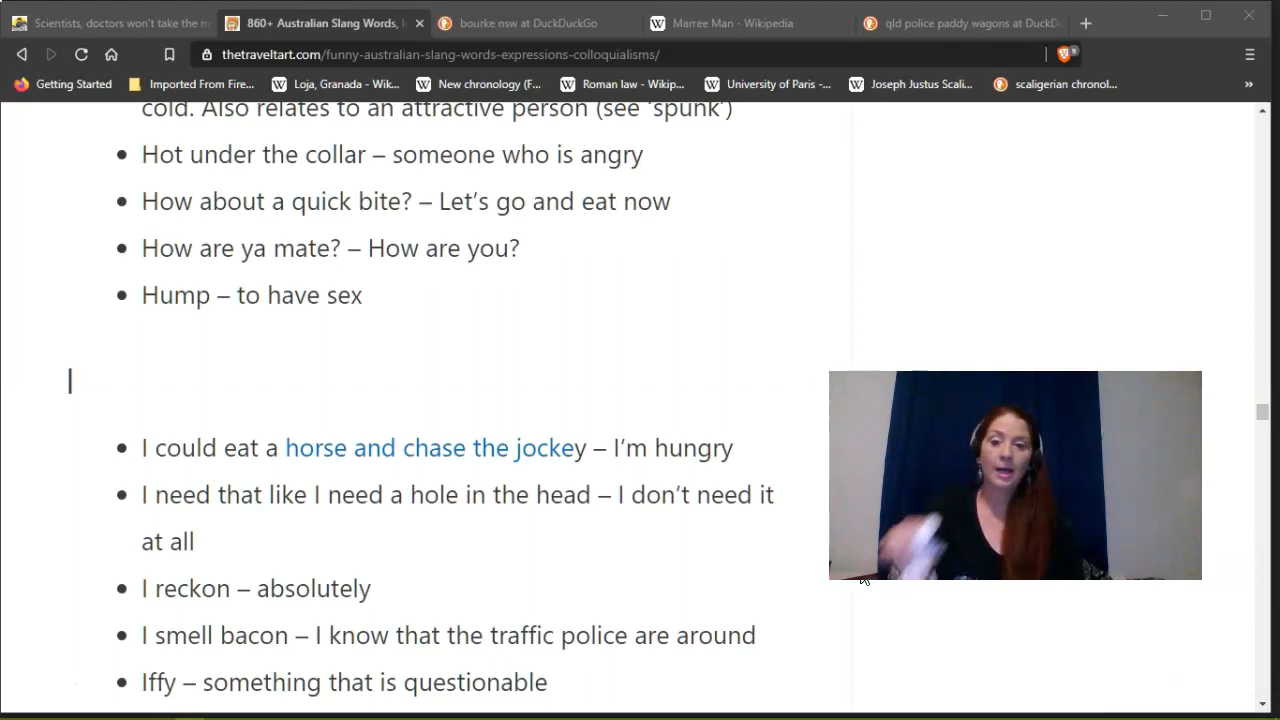 Scientists, doctors won't take the m
860+ Australian Slang Words,
bourke nsw at DuckDuckGo
Marree Man - Wikipedia
qld police paddy wagons at DuckD
thetraveltart.com/funny-australian-slang-words-expressions-colloquialisms/
9
Getting Started
Imported From Fire...
Loja, Granada - Wik...
New chronology (F...
Roman law - Wikip...
University of Paris -...
Joseph Justus Scali...
scaligerian chronol...
»
cold. Also relates to an attractive person (see 'spunk')
• Hot under the collar – someone who is angry
• How about a quick bite? – Let's go and eat now
• How are ya mate? – How are you?
• Hump – to have sex
I
• I could eat a horse and chase the jockey – I'm hungry
• I need that like I need a hole in the head – I don't need it
at all
• I reckon – absolutely
• I smell bacon – I know that the traffic police are around
• Iffy – something that is questionable